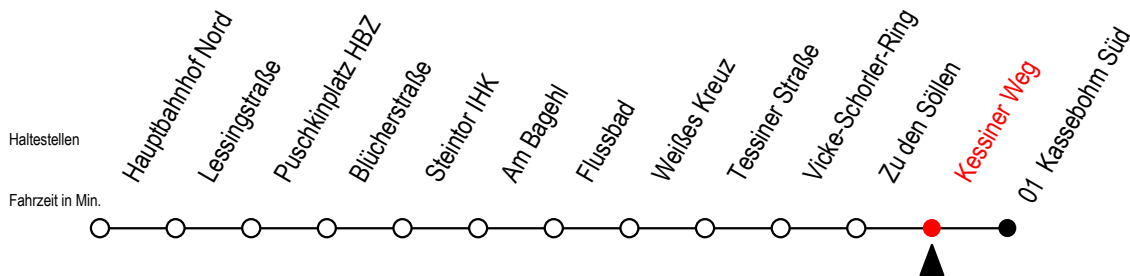 Haltestellen
Fahrzeit in Min.
Hauptbahnhof Nord
Lessingstraße
Puschkinplatz HBZ
Blücherstraße
Steintor IHK
Am Bagehl
Flussbad
Weißes Kreuz
Tessiner Straße
Vicke-Schorler-Ring
Zu den Söllen
Kessiner Weg
01 Kassebohm Süd